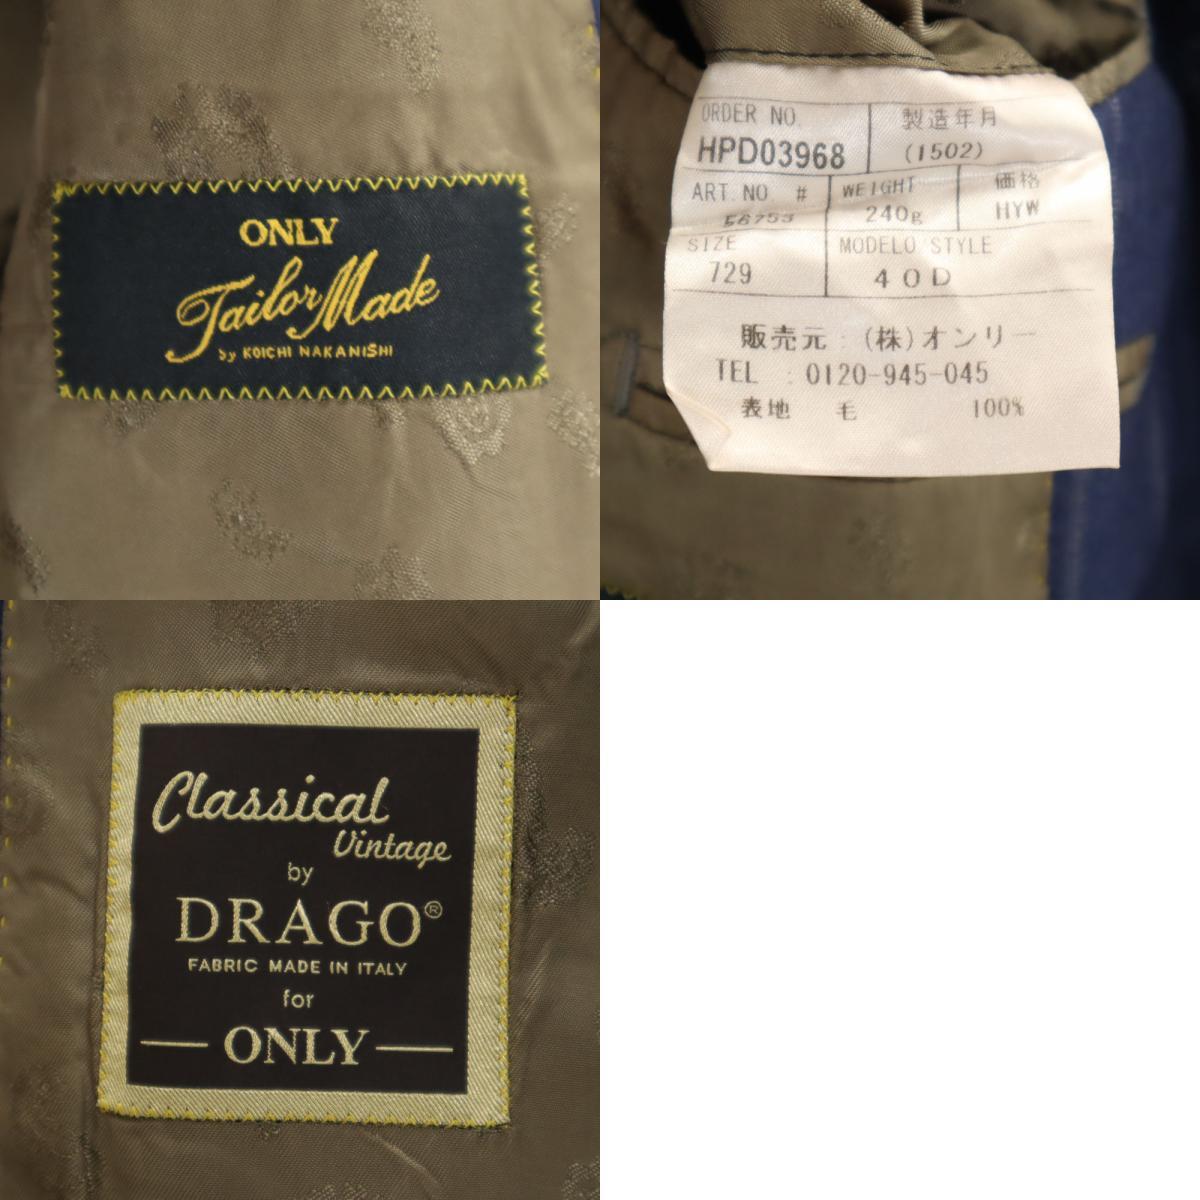 ONLY
Tailor Made
by KOICHI NAKANISHI
ORDER NO. 製造年月
HPD03968 (1502)
ART. NO. # WEIGHT 価格
56753 240g HYW
SIZE MODELO STYLE
729 40D
販売元 : (株)オンリー
TEL : 0120-945-045
表地 毛 100%
Classical
Vintage
by
DRAGO®
FABRIC MADE IN ITALY
for
ONLY